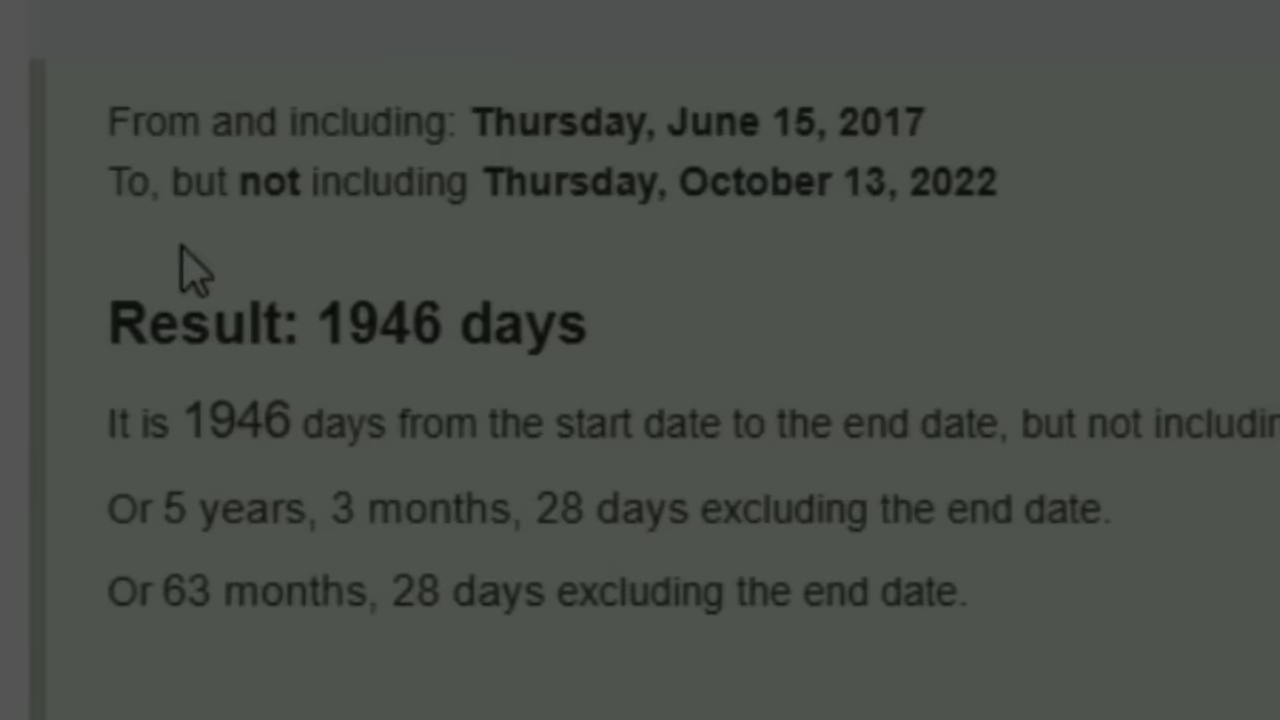 From and including: Thursday, June 15, 2017
To, but not including Thursday, October 13, 2022
Result: 1946 days
It is 1946 days from the start date to the end date, but not includin
Or 5 years, 3 months, 28 days excluding the end date.
Or 63 months, 28 days excluding the end date.